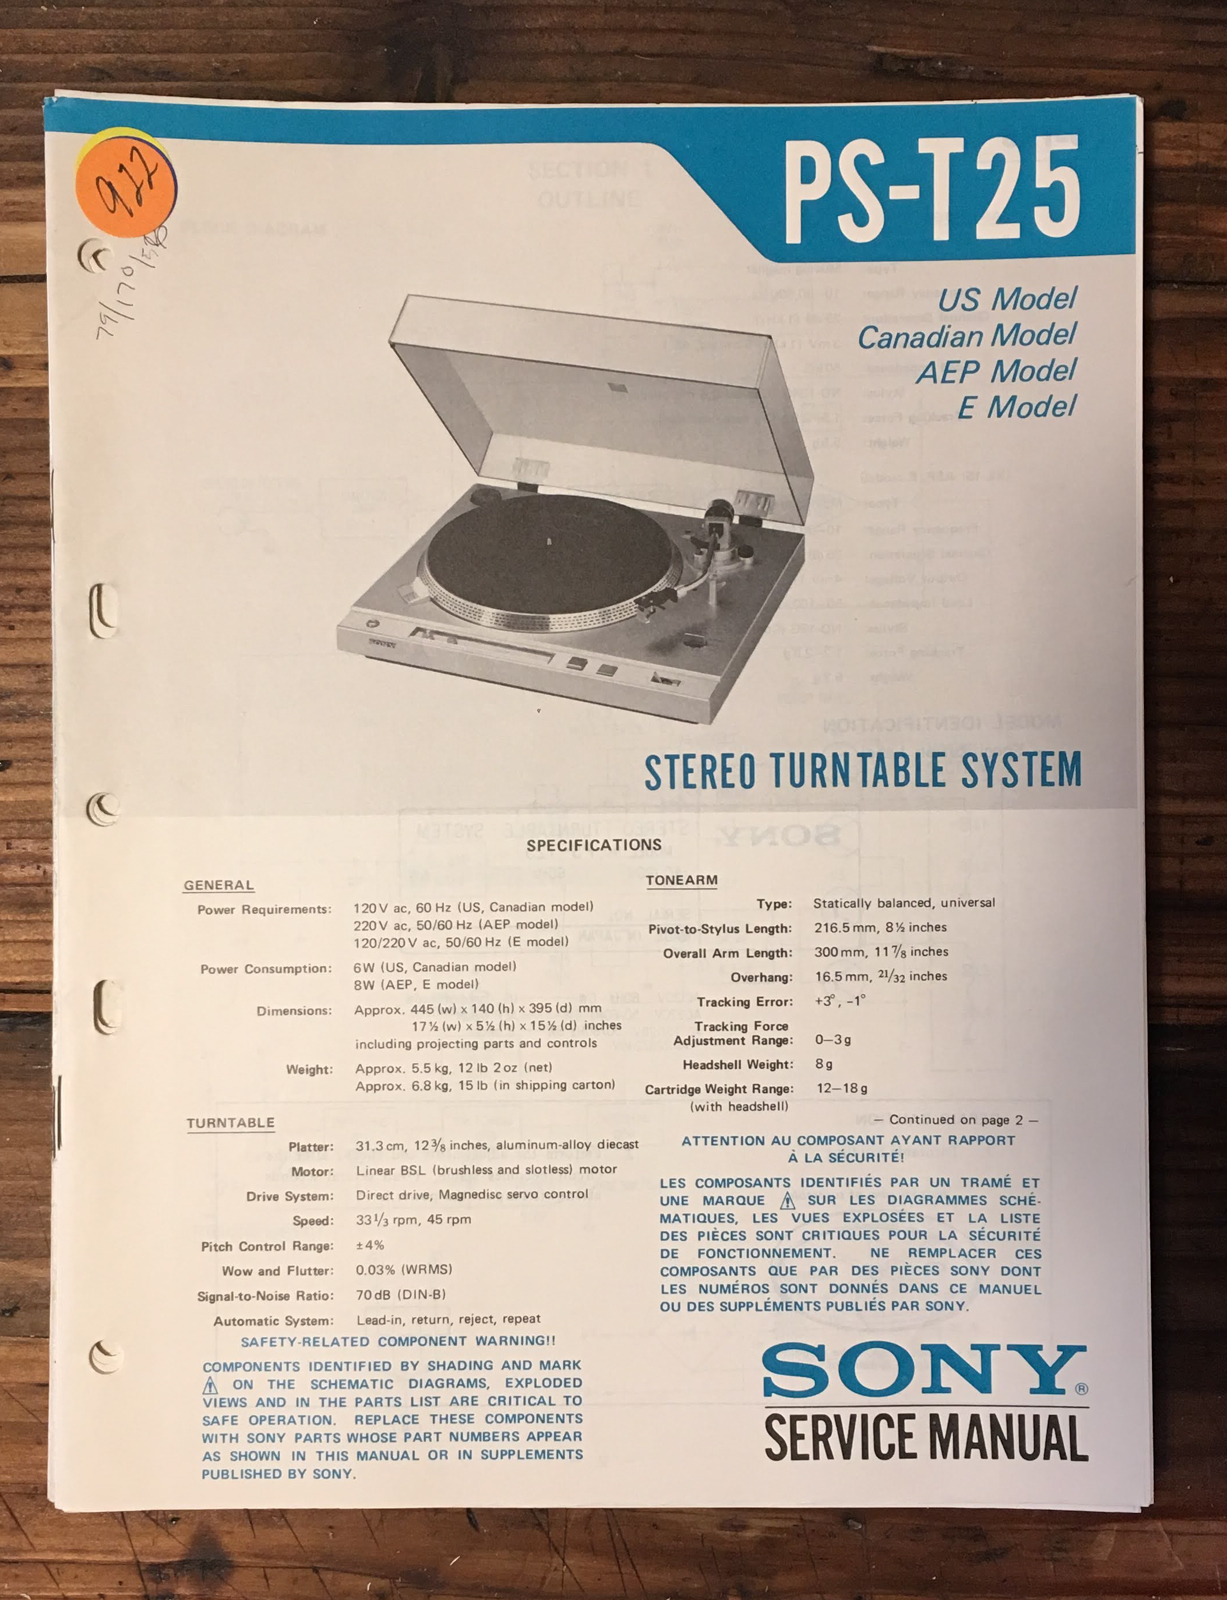 PS-T25
922
79/170/
US Model
Canadian Model
AEP Model
E Model
SONY
STEREO TURNTABLE SYSTEM
SPECIFICATIONS
GENERAL
Power Requirements: 120 V ac, 60 Hz (US, Canadian model)
220 V ac, 50/60 Hz (AEP model)
120/220 V ac, 50/60 Hz (E model)
Power Consumption: 6W (US, Canadian model)
8W (AEP, E model)
Dimensions: Approx. 445 (w) x 140 (h) x 395 (d) mm
17½ (w) x 5½ (h) x 15½ (d) inches
including projecting parts and controls
Weight: Approx. 5.5 kg, 12 lb 2 oz (net)
Approx. 6.8 kg, 15 lb (in shipping carton)
TURNTABLE
Platter: 31.3 cm, 12 3/8 inches, aluminum-alloy diecast
Motor: Linear BSL (brushless and slotless) motor
Drive System: Direct drive, Magnedisc servo control
Speed: 33 1/3 rpm, 45 rpm
Pitch Control Range: ±4%
Wow and Flutter: 0.03% (WRMS)
Signal-to-Noise Ratio: 70 dB (DIN-B)
Automatic System: Lead-in, return, reject, repeat
SAFETY-RELATED COMPONENT WARNING!!
COMPONENTS IDENTIFIED BY SHADING AND MARK
⚠ ON THE SCHEMATIC DIAGRAMS, EXPLODED
VIEWS AND IN THE PARTS LIST ARE CRITICAL TO
SAFE OPERATION. REPLACE THESE COMPONENTS
WITH SONY PARTS WHOSE PART NUMBERS APPEAR
AS SHOWN IN THIS MANUAL OR IN SUPPLEMENTS
PUBLISHED BY SONY.
TONEARM
Type: Statically balanced, universal
Pivot-to-Stylus Length: 216.5 mm, 8½ inches
Overall Arm Length: 300 mm, 11 7/8 inches
Overhang: 16.5 mm, 21/32 inches
Tracking Error: +3°, -1°
Tracking Force
Adjustment Range: 0–3 g
Headshell Weight: 8 g
Cartridge Weight Range: 12–18 g
(with headshell)
— Continued on page 2 —
ATTENTION AU COMPOSANT AYANT RAPPORT
À LA SÉCURITÉ!
LES COMPOSANTS IDENTIFIÉS PAR UN TRAMÉ ET
UNE MARQUE ⚠ SUR LES DIAGRAMMES SCHÉ-
MATIQUES, LES VUES EXPLOSÉES ET LA LISTE
DES PIÈCES SONT CRITIQUES POUR LA SÉCURITÉ
DE FONCTIONNEMENT. NE REMPLACER CES
COMPOSANTS QUE PAR DES PIÈCES SONY DONT
LES NUMÉROS SONT DONNÉS DANS CE MANUEL
OU DES SUPPLÉMENTS PUBLIÉS PAR SONY.
SONY®
SERVICE MANUAL